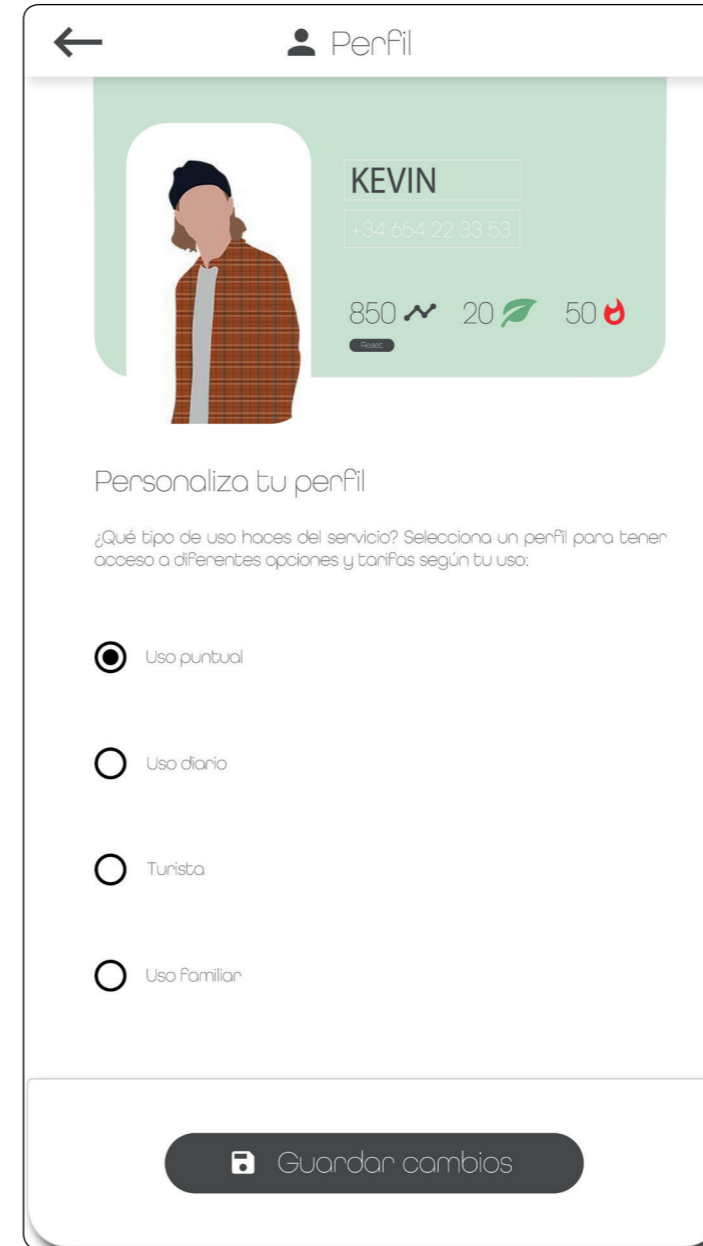 Perfil
KEVIN
+34 654 22 33 53
850 20 50
Reset
Personaliza tu perfil
¿Qué tipo de uso haces del servicio? Selecciona un perfil para tener
acceso a diferentes opciones y tarifas según tu uso:
Uso puntual
Uso diario
Turista
Uso familiar
Guardar cambios